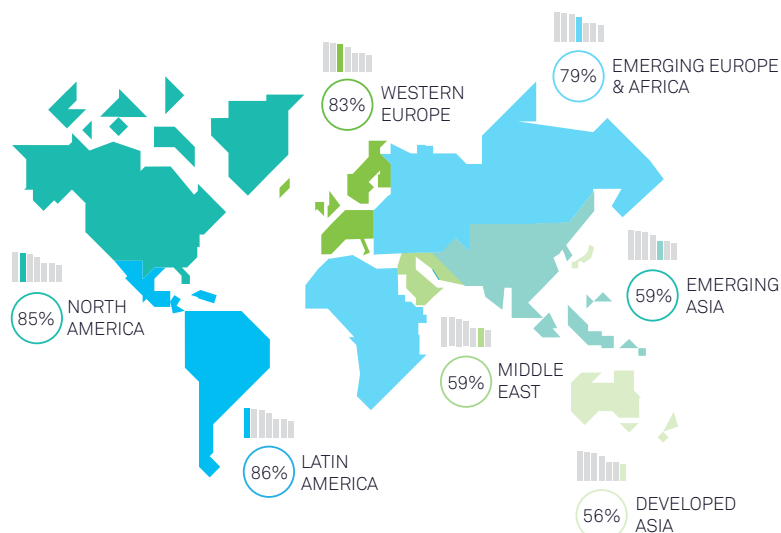 79%
EMERGING EUROPE
& AFRICA
83%
WESTERN
EUROPE
85%
NORTH
AMERICA
59%
EMERGING
ASIA
59%
MIDDLE
EAST
86%
LATIN
AMERICA
56%
DEVELOPED
ASIA